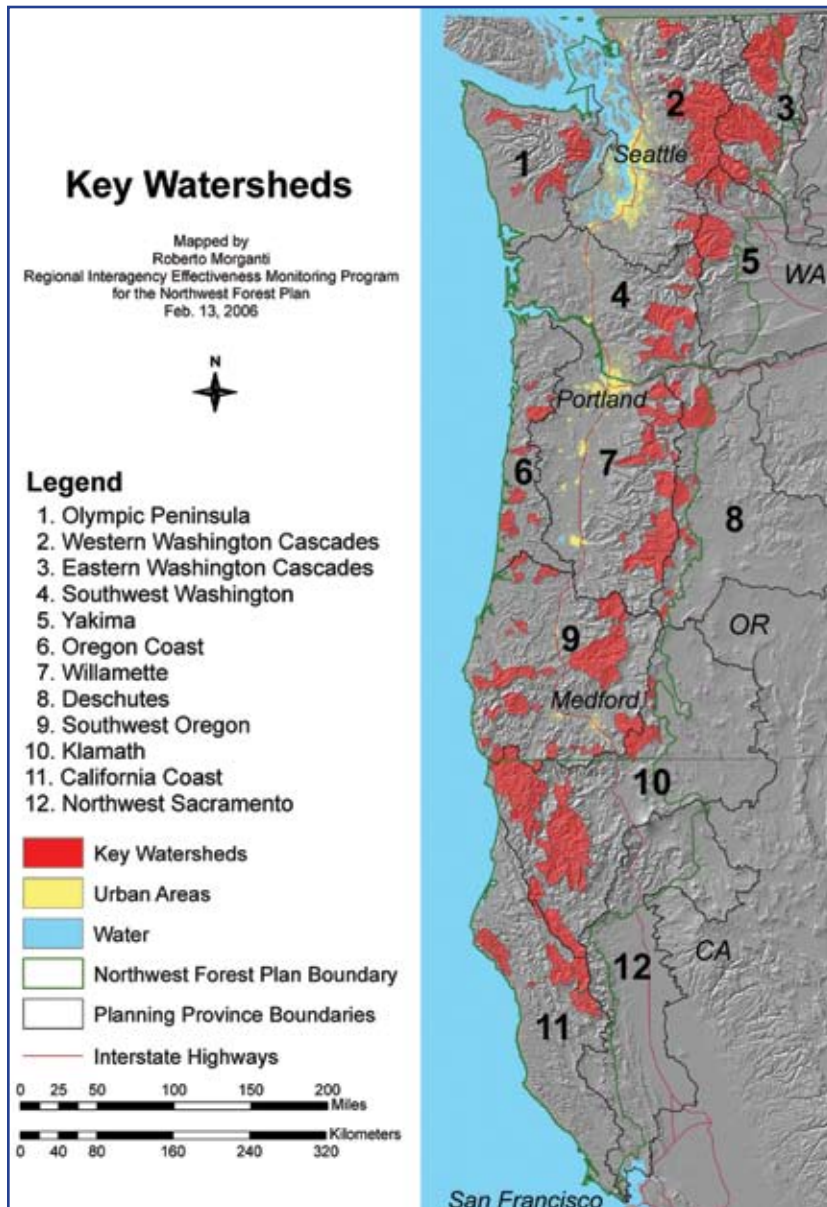 Key Watersheds
Mapped by
Roberto Morganti
Regional Interagency Effectiveness Monitoring Program
for the Northwest Forest Plan
Feb. 13, 2006
N
Legend
1. Olympic Peninsula
2. Western Washington Cascades
3. Eastern Washington Cascades
4. Southwest Washington
5. Yakima
6. Oregon Coast
7. Willamette
8. Deschutes
9. Southwest Oregon
10. Klamath
11. California Coast
12. Northwest Sacramento
Key Watersheds
Urban Areas
Water
Northwest Forest Plan Boundary
Planning Province Boundaries
Interstate Highways
0 25 50 100 150 200
Miles
Kilometers
0 40 80 160 240 320
2
3
1
Seattle
5
WA
4
Portland
6
7
8
OR
9
Medford
10
CA
12
11
San Francisco